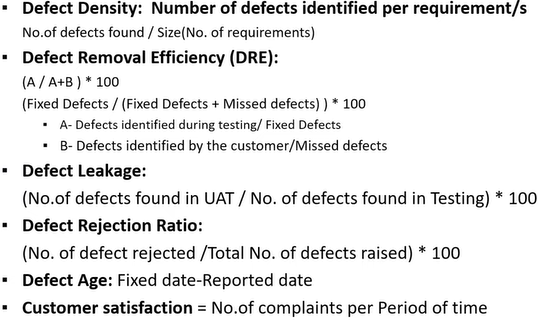 ▪ Defect Density: Number of defects identified per requirement/s
No.of defects found / Size(No. of requirements)
▪ Defect Removal Efficiency (DRE):
(A / A+B ) * 100
(Fixed Defects / (Fixed Defects + Missed defects) ) * 100
▪ A- Defects identified during testing/ Fixed Defects
▪ B- Defects identified by the customer/Missed defects
▪ Defect Leakage:
(No.of defects found in UAT / No. of defects found in Testing) * 100
▪ Defect Rejection Ratio:
(No. of defect rejected /Total No. of defects raised) * 100
▪ Defect Age: Fixed date-Reported date
▪ Customer satisfaction = No.of complaints per Period of time